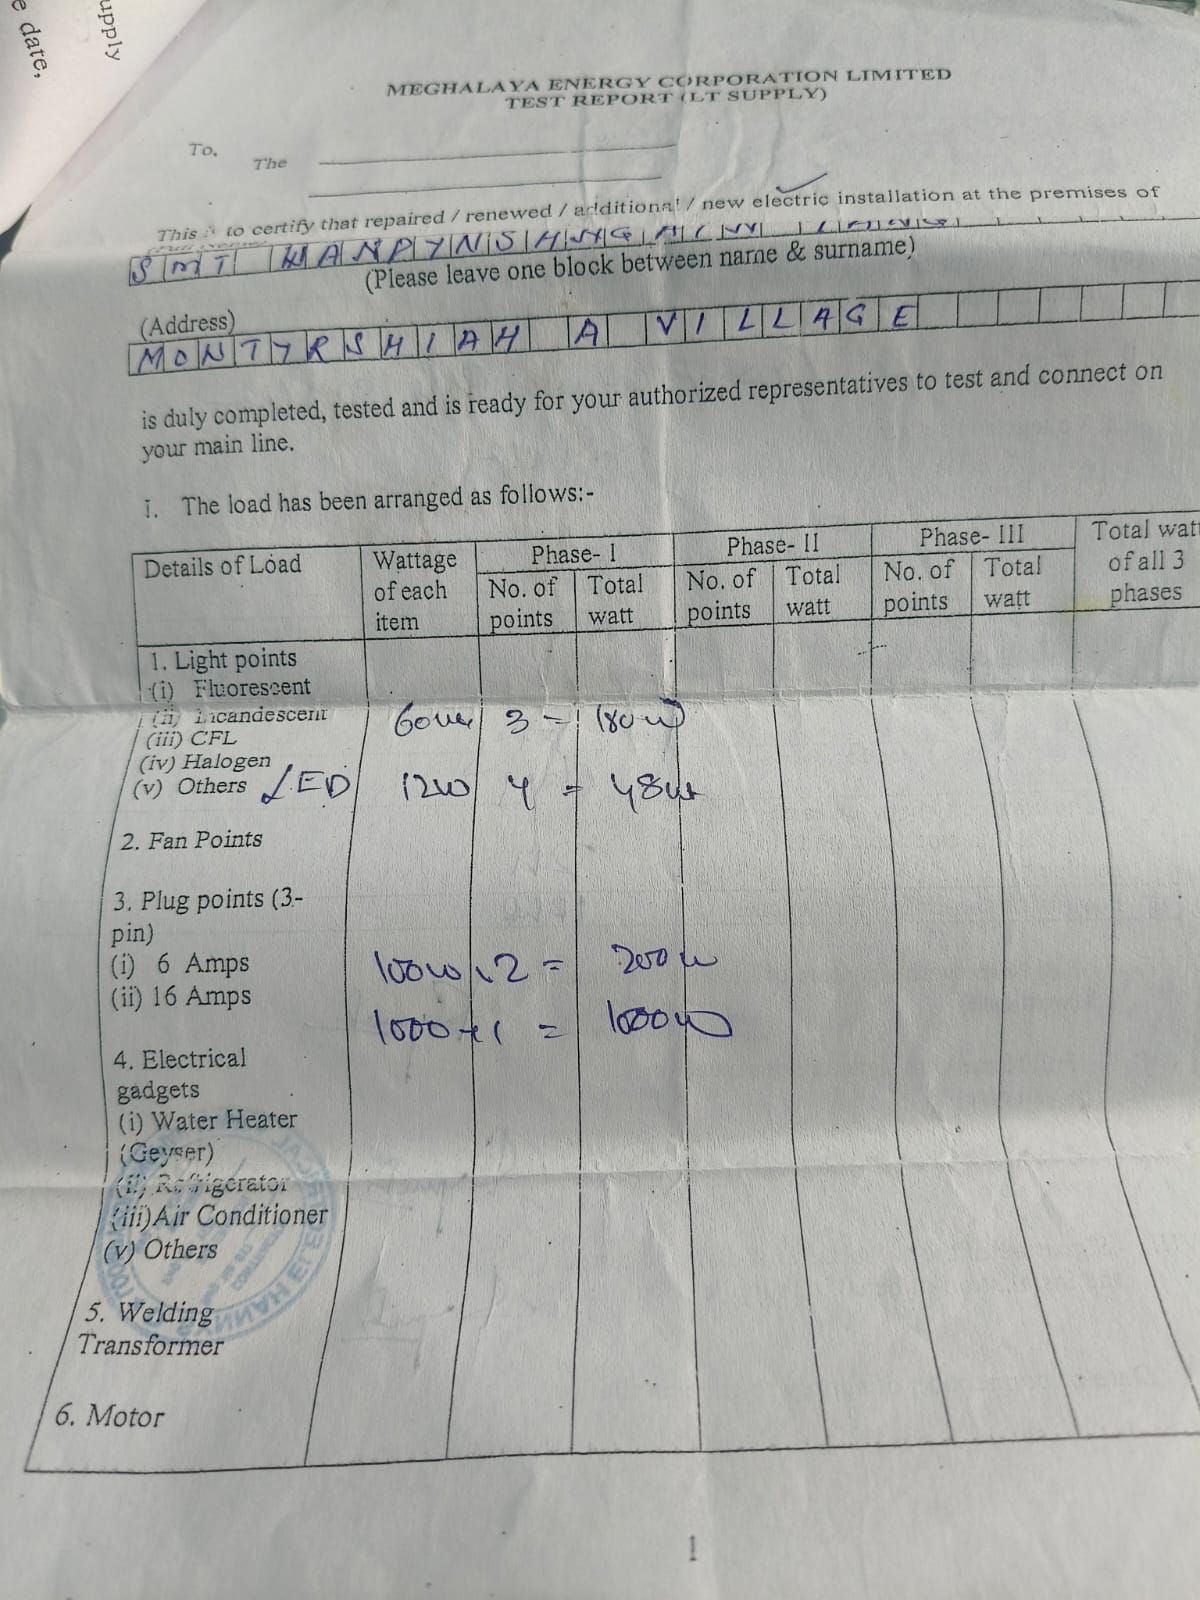 upply
e date,
MEGHALAYA ENERGY CORPORATION LIMITED
TEST REPORT (LT SUPPLY)
To,
The
This is to certify that repaired / renewed / additional / new electric installation at the premises of
SMT WANPYNSHNGAIN
(Please leave one block between name & surname)
(Address)
MONTYRSHIAH A VILLAGE
is duly completed, tested and is ready for your authorized representatives to test and connect on
your main line.
i. The load has been arranged as follows:-
Details of Load
Wattage of each item
Phase- I
Phase- II
Phase- III
Total watt of all 3 phases
No. of points
Total watt
No. of points
Total watt
No. of points
Total watt
1. Light points
(i) Fluorescent
(ii) Incandescent 60w 3 = 180w
(iii) CFL
(iv) Halogen
(v) Others LED 12w 4 = 48w
2. Fan Points
3. Plug points (3-
pin)
(i) 6 Amps 100w x2 = 200w
(ii) 16 Amps
1000 x 1 = 1000w
4. Electrical
gadgets
(i) Water Heater
(Geyser)
(ii) Refrigerator
(iii) Air Conditioner
(v) Others
5. Welding
Transformer
6. Motor
1